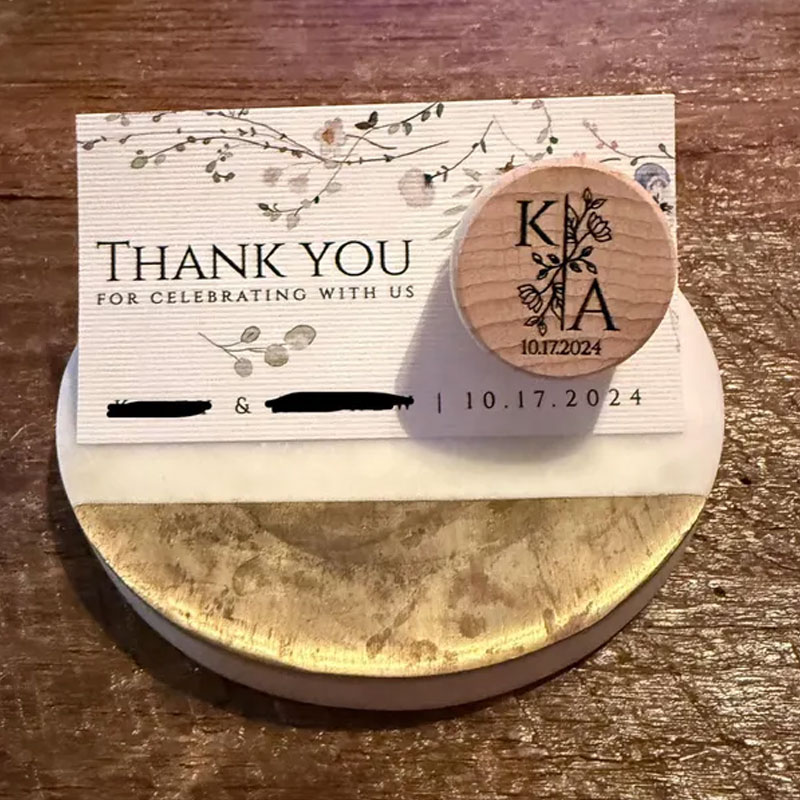 THANK YOU
FOR CELEBRATING WITH US
& | 10.17.2024
K
A
10.17.2024